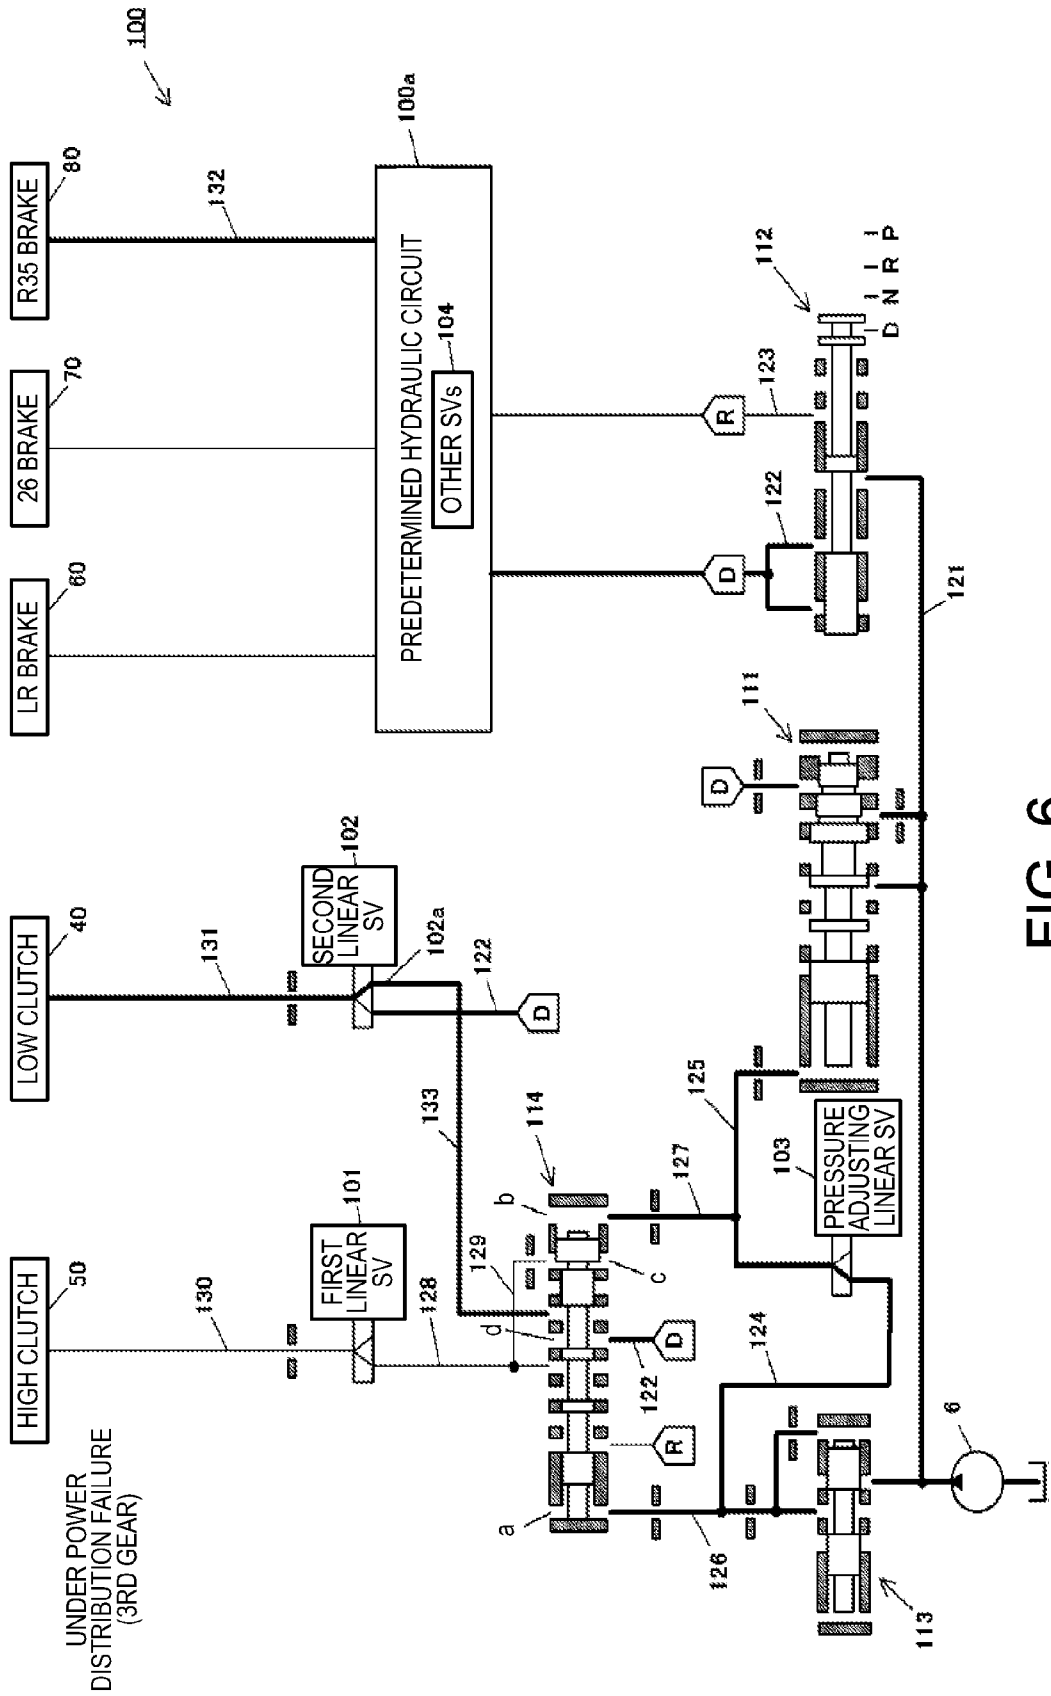 UNDER POWER
DISTRIBUTION FAILURE
(3RD GEAR)
100
HIGH CLUTCH
50
LOW CLUTCH
40
LR BRAKE
60
26 BRAKE
70
R35 BRAKE
80
130
131
132
FIRST
LINEAR
SV
101
SECOND
LINEAR
SV
102
102a
122
D
128
129
133
PREDETERMINED HYDRAULIC CIRCUIT
100a
OTHER SVs
104
a
b
c
d
114
R
D
122
126
127
125
124
PRESSURE
ADJUSTING
LINEAR SV
103
D
111
D
R
122
123
112
D N R P
113
6
121
FIG. 6